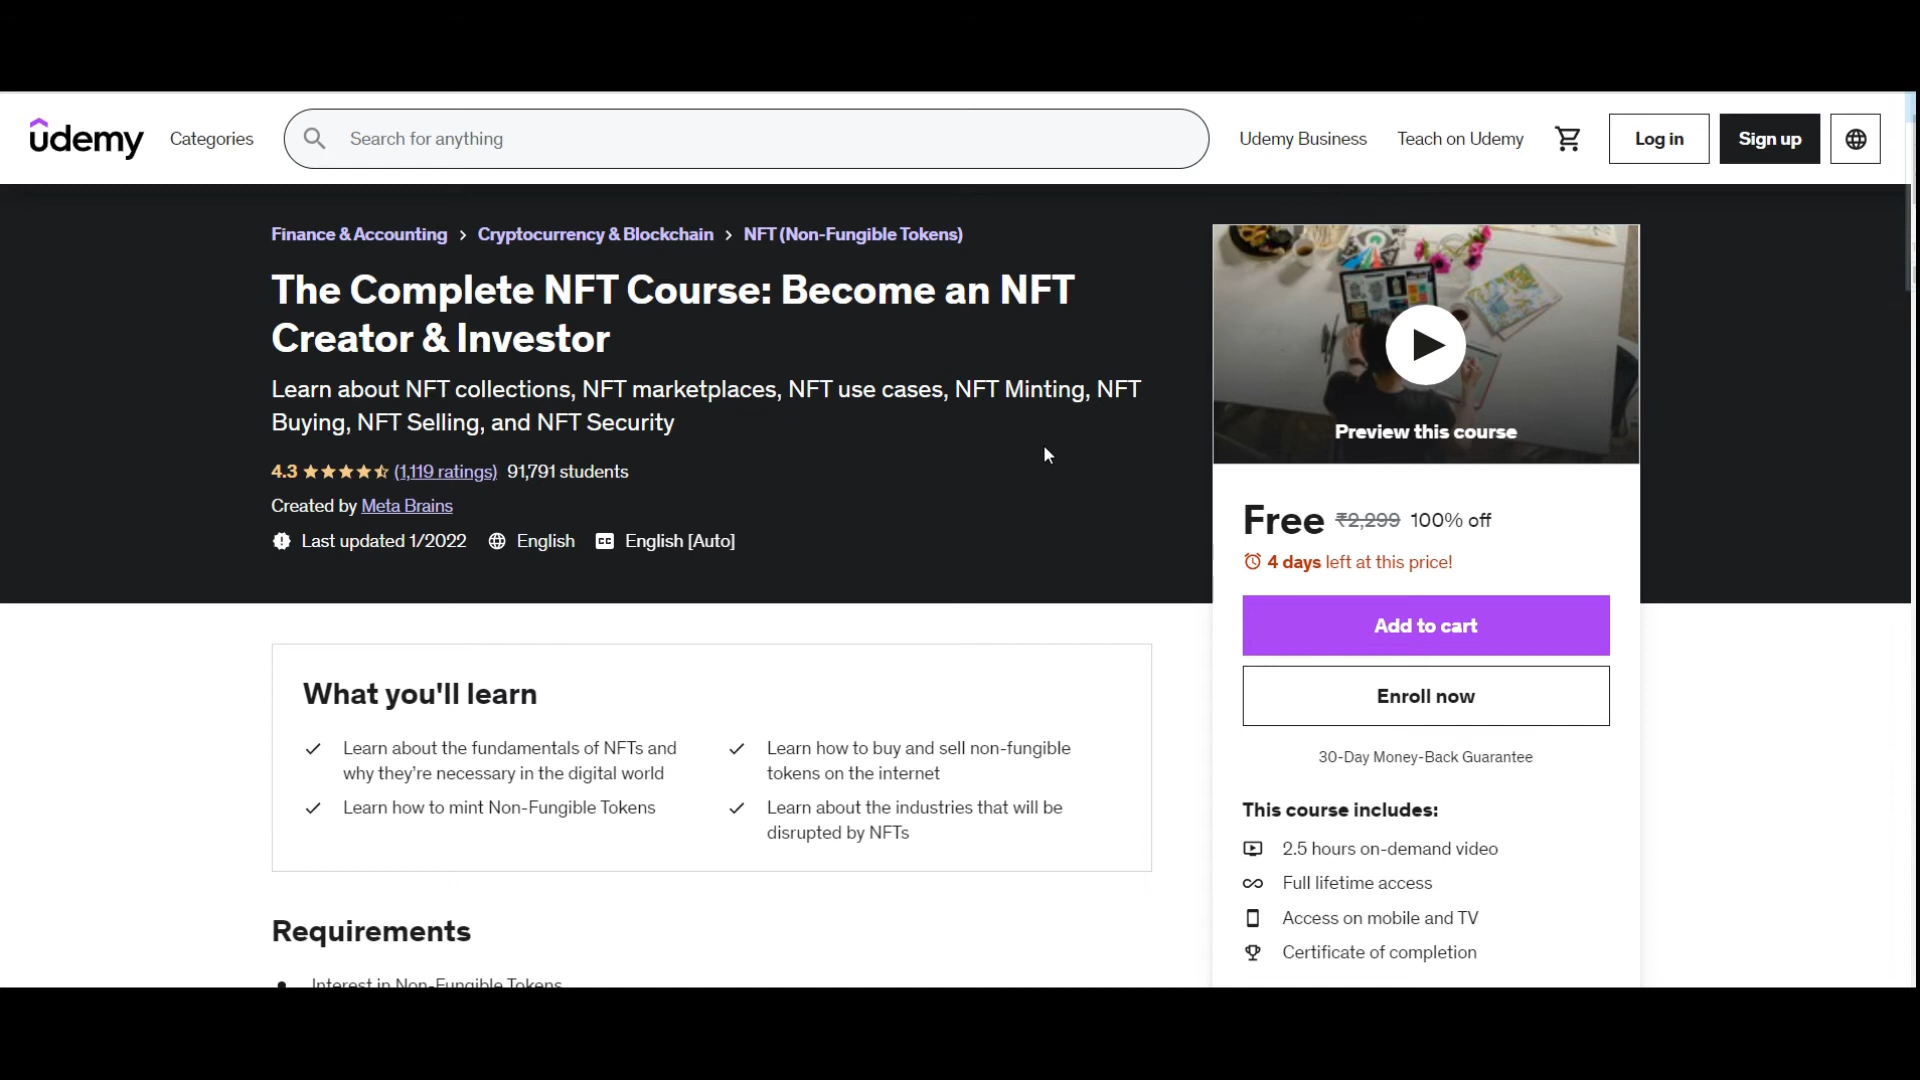 udemy
Categories
Search for anything
Udemy Business
Teach on Udemy
Log in
Sign up
Finance & Accounting > Cryptocurrency & Blockchain > NFT (Non-Fungible Tokens)
The Complete NFT Course: Become an NFT
Creator & Investor
Learn about NFT collections, NFT marketplaces, NFT use cases, NFT Minting, NFT
Buying, NFT Selling, and NFT Security
4.3 (1,119 ratings) 91,791 students
Created by Meta Brains
Last updated 1/2022 English CC English [Auto]
Preview this course
Free ₹2,299 100% off
4 days left at this price!
Add to cart
Enroll now
30-Day Money-Back Guarantee
This course includes:
2.5 hours on-demand video
Full lifetime access
Access on mobile and TV
Certificate of completion
What you'll learn
Learn about the fundamentals of NFTs and
why they’re necessary in the digital world
Learn how to mint Non-Fungible Tokens
Learn how to buy and sell non-fungible
tokens on the internet
Learn about the industries that will be
disrupted by NFTs
Requirements
Interest in Non-Fungible Tokens